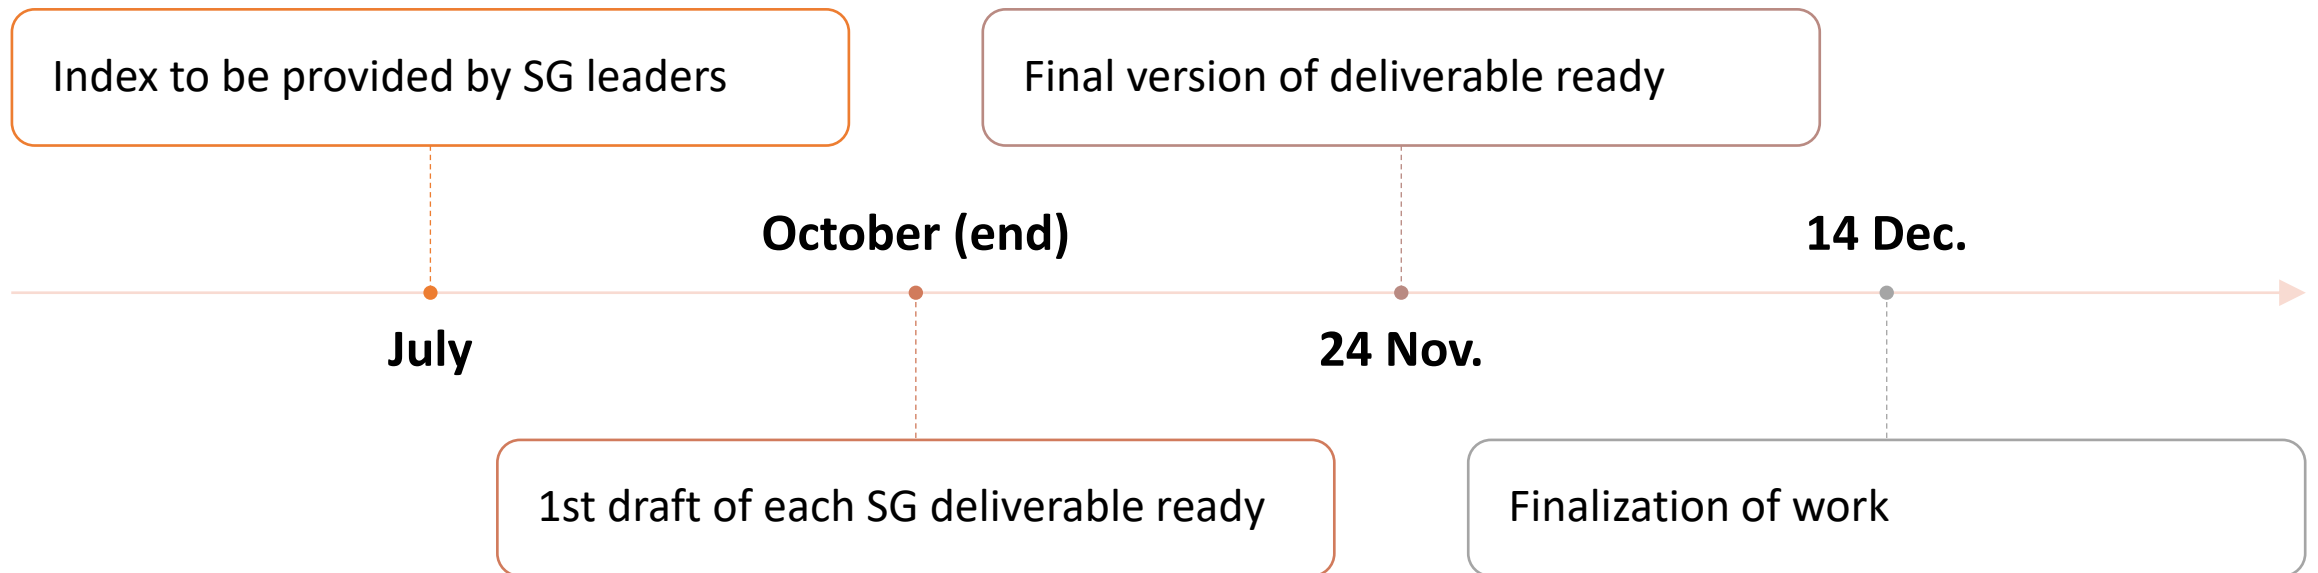 Index to be provided by SG leaders
Final version of deliverable ready
October (end)
14 Dec.
July
24 Nov.
1st draft of each SG deliverable ready
Finalization of work